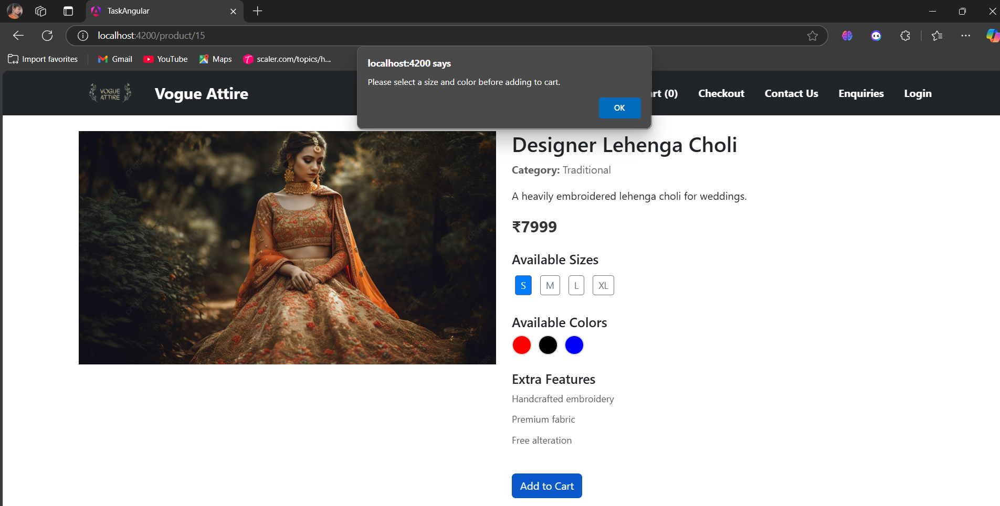 TaskAngular
localhost:4200/product/15
Import favorites
Gmail
YouTube
Maps
scaler.com/topics/h...
localhost:4200 says
Please select a size and color before adding to cart.
OK
VOGUE
ATTIRE
Vogue Attire
rt (0)
Checkout
Contact Us
Enquiries
Login
Designer Lehenga Choli
Category: Traditional
A heavily embroidered lehenga choli for weddings.
₹7999
Available Sizes
S
M
L
XL
Available Colors
Extra Features
Handcrafted embroidery
Premium fabric
Free alteration
Add to Cart